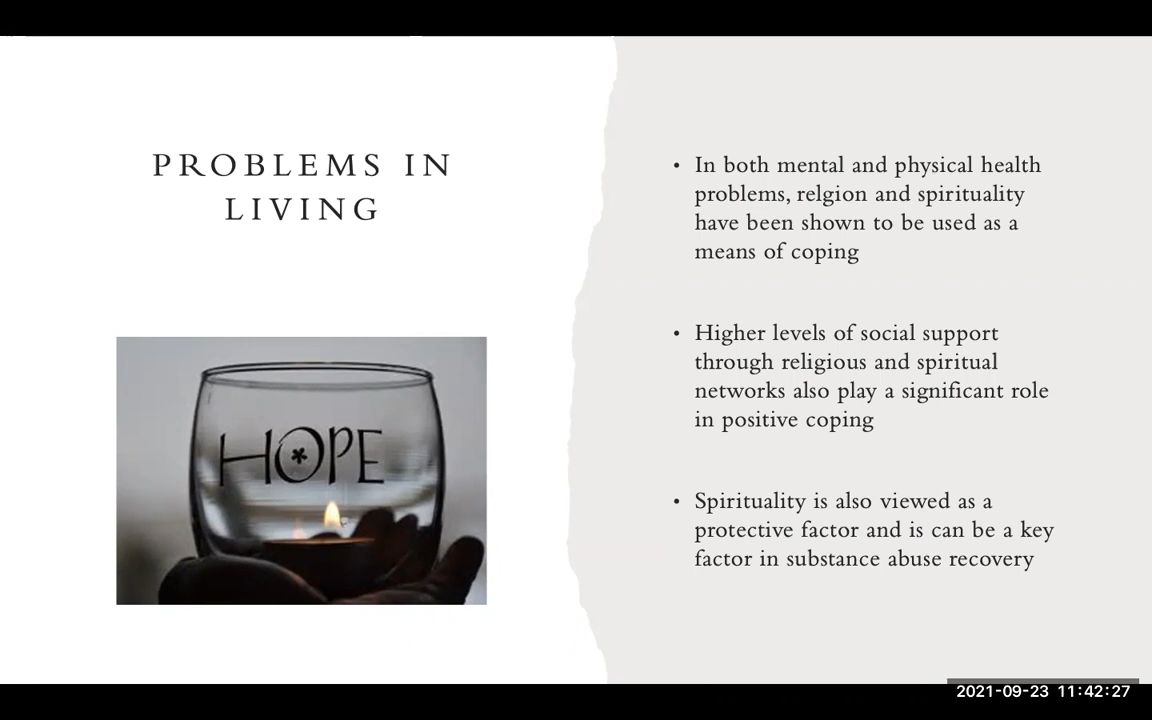 PROBLEMS IN
LIVING
HOPE
• In both mental and physical health
problems, relgion and spirituality
have been shown to be used as a
means of coping
• Higher levels of social support
through religious and spiritual
networks also play a significant role
in positive coping
• Spirituality is also viewed as a
protective factor and is can be a key
factor in substance abuse recovery
2021-09-23 11:42:27